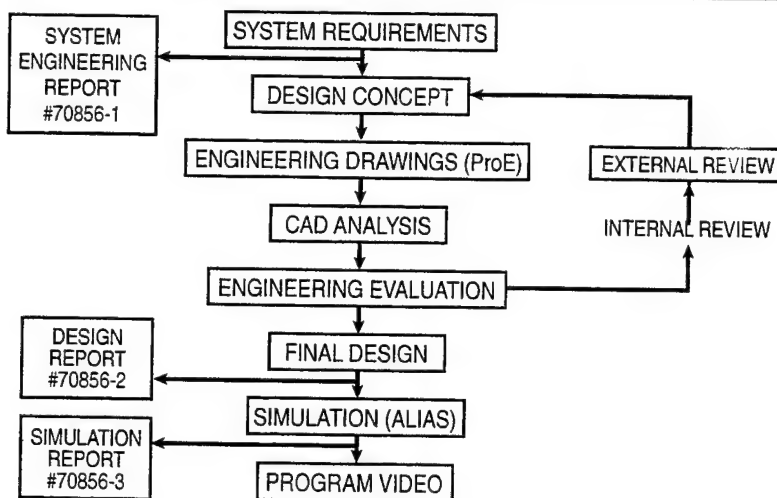 SYSTEM
ENGINEERING
REPORT
#70856-1
SYSTEM REQUIREMENTS
DESIGN CONCEPT
ENGINEERING DRAWINGS (ProE)
EXTERNAL REVIEW
CAD ANALYSIS
INTERNAL REVIEW
ENGINEERING EVALUATION
DESIGN
REPORT
#70856-2
FINAL DESIGN
SIMULATION (ALIAS)
SIMULATION
REPORT
#70856-3
PROGRAM VIDEO